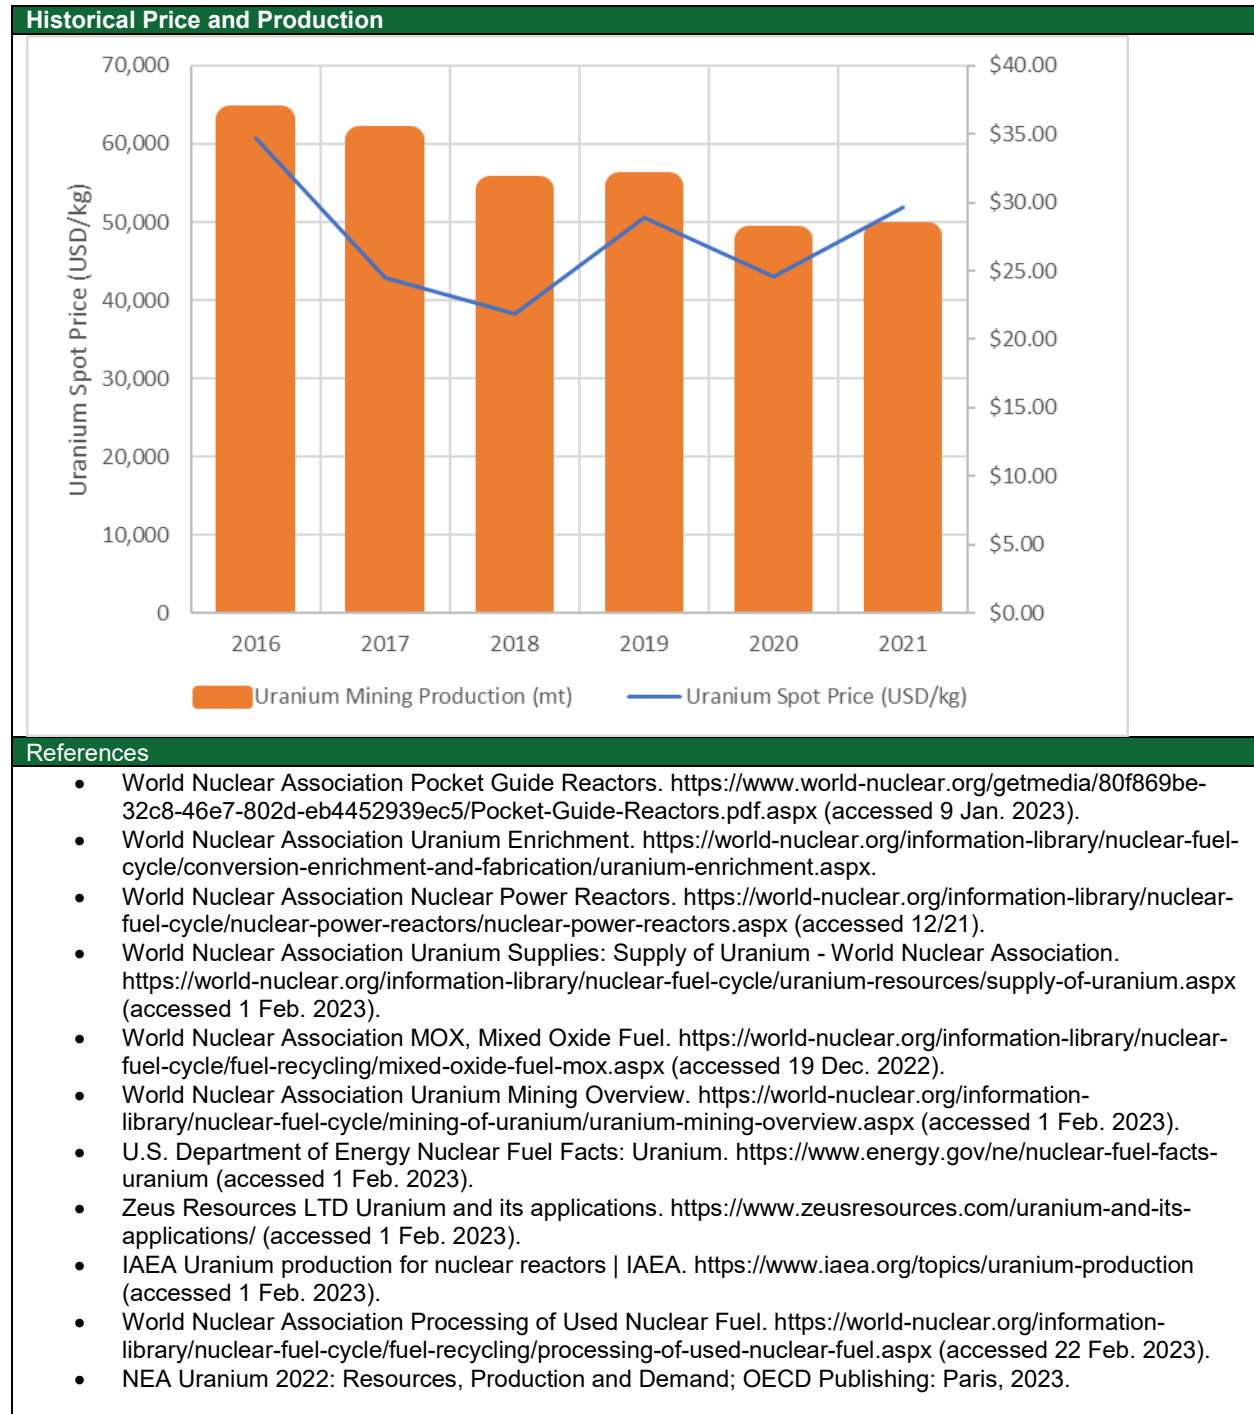 Historical Price and Production
70,000
60,000
50,000
40,000
30,000
20,000
10,000
0
Uranium Spot Price (USD/kg)
$40.00
$35.00
$30.00
$25.00
$20.00
$15.00
$10.00
$5.00
$0.00
2016 2017 2018 2019 2020 2021
Uranium Mining Production (mt) Uranium Spot Price (USD/kg)
References
• World Nuclear Association Pocket Guide Reactors. https://www.world-nuclear.org/getmedia/80f869be-
32c8-46e7-802d-eb4452939ec5/Pocket-Guide-Reactors.pdf.aspx (accessed 9 Jan. 2023).
• World Nuclear Association Uranium Enrichment. https://world-nuclear.org/information-library/nuclear-fuel-
cycle/conversion-enrichment-and-fabrication/uranium-enrichment.aspx.
• World Nuclear Association Nuclear Power Reactors. https://world-nuclear.org/information-library/nuclear-
fuel-cycle/nuclear-power-reactors/nuclear-power-reactors.aspx (accessed 12/21).
• World Nuclear Association Uranium Supplies: Supply of Uranium - World Nuclear Association.
https://world-nuclear.org/information-library/nuclear-fuel-cycle/uranium-resources/supply-of-uranium.aspx
(accessed 1 Feb. 2023).
• World Nuclear Association MOX, Mixed Oxide Fuel. https://world-nuclear.org/information-library/nuclear-
fuel-cycle/fuel-recycling/mixed-oxide-fuel-mox.aspx (accessed 19 Dec. 2022).
• World Nuclear Association Uranium Mining Overview. https://world-nuclear.org/information-
library/nuclear-fuel-cycle/mining-of-uranium/uranium-mining-overview.aspx (accessed 1 Feb. 2023).
• U.S. Department of Energy Nuclear Fuel Facts: Uranium. https://www.energy.gov/ne/nuclear-fuel-facts-
uranium (accessed 1 Feb. 2023).
• Zeus Resources LTD Uranium and its applications. https://www.zeusresources.com/uranium-and-its-
applications/ (accessed 1 Feb. 2023).
• IAEA Uranium production for nuclear reactors | IAEA. https://www.iaea.org/topics/uranium-production
(accessed 1 Feb. 2023).
• World Nuclear Association Processing of Used Nuclear Fuel. https://world-nuclear.org/information-
library/nuclear-fuel-cycle/fuel-recycling/processing-of-used-nuclear-fuel.aspx (accessed 22 Feb. 2023).
• NEA Uranium 2022: Resources, Production and Demand; OECD Publishing: Paris, 2023.